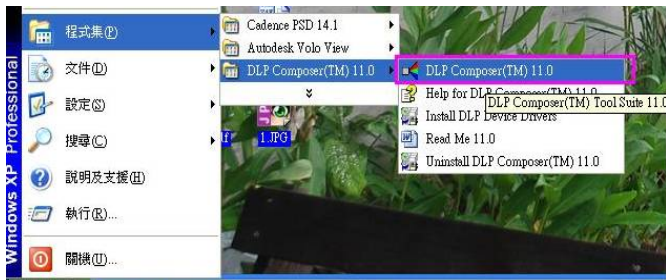 Windows XP Professional
程式集(P)
文件(D)
設定(S)
搜尋(C)
說明及支援(H)
執行(R)...
關機(U)...
Cadence PSD 14.1
Autodesk Volo View
DLP Composer(TM) 11.0
DLP Composer(TM) 11.0
Help for DLP Composer(TM) 11.0
DLP Composer(TM) Tool Suite 11.0
Install DLP Device Drivers
Read Me 11.0
Uninstall DLP Composer(TM) 11.0
1.JPG